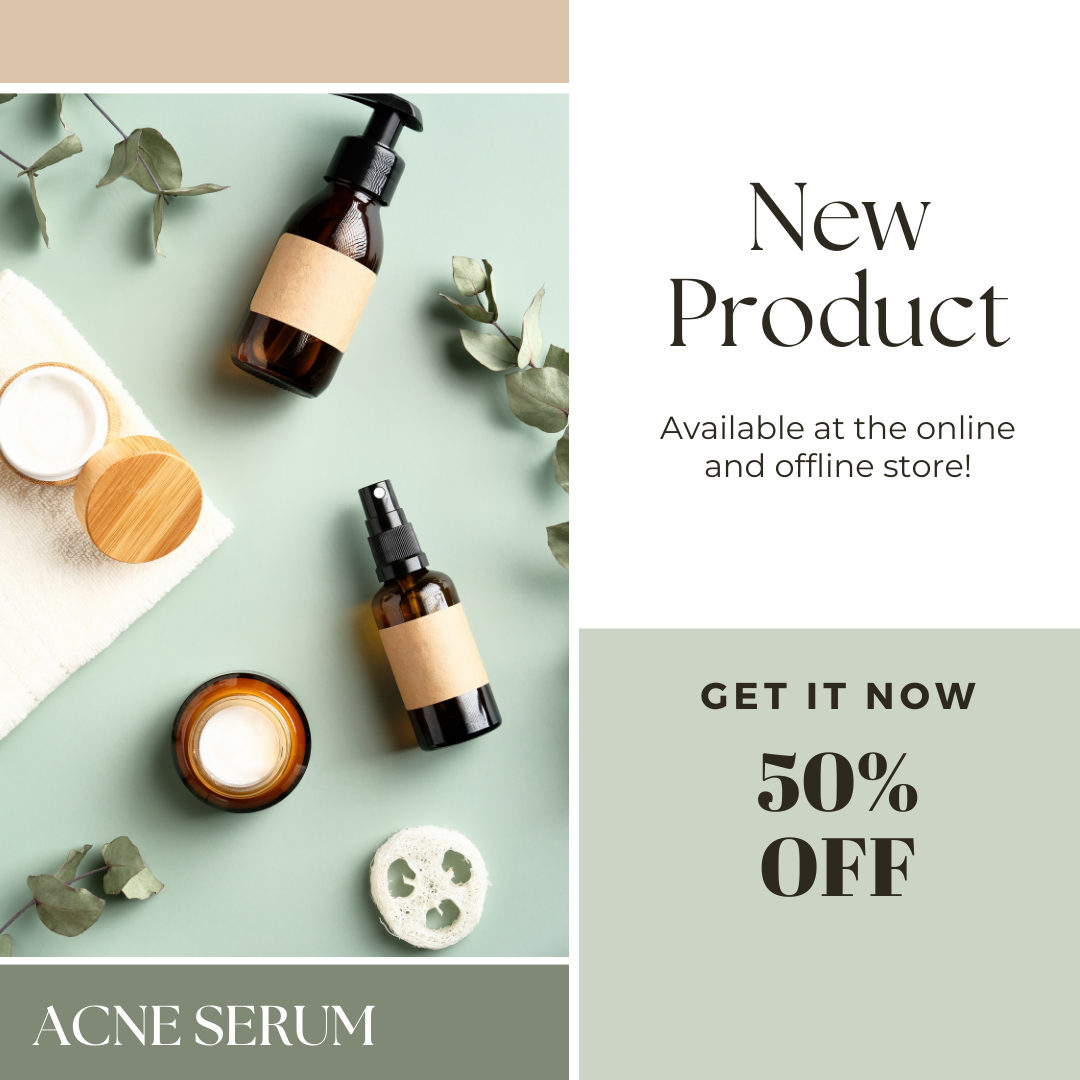 New
Product
Available at the online
and offline store!
GET IT NOW
50%
OFF
ACNE SERUM